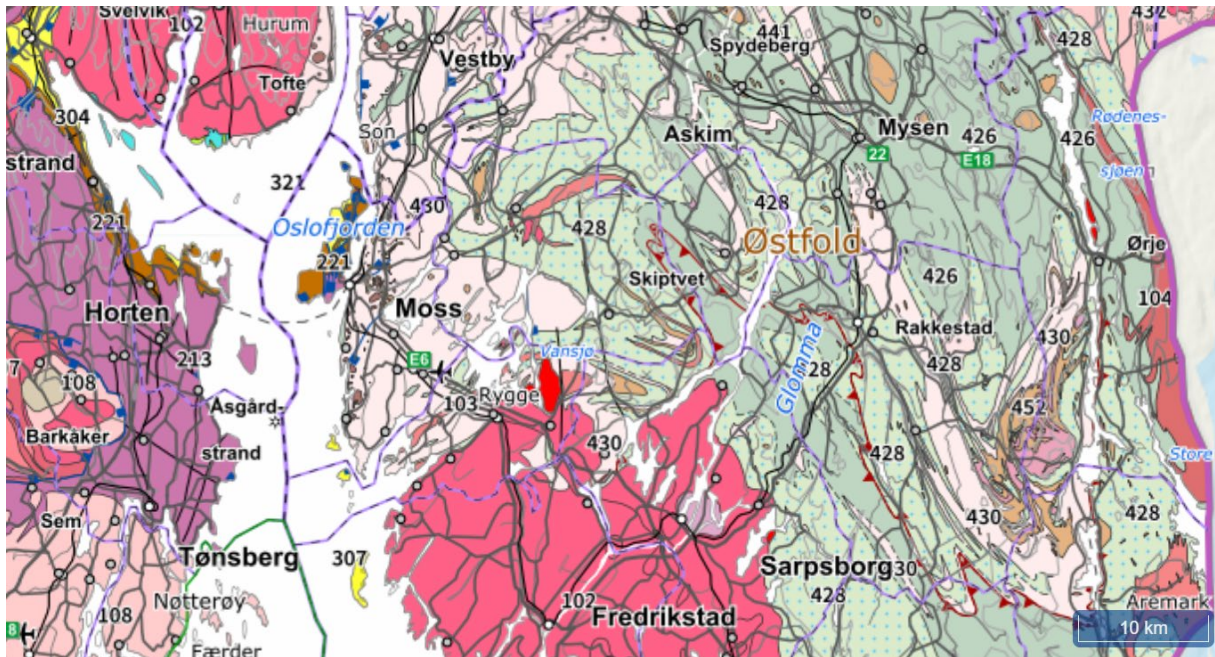 Svelvik
102
Hurum
441
428
432
Spydeberg
Vestby
Tofte
304
Son
Askim
Mysen
426
426
Rødenes-
sjøen
22
E18
strand
321
430
428
221
Oslofjorden
428
Østfold
221
Skiptvet
426
Ørje
Horten
Moss
104
Rakkestad
430
213
E6
Vansjø
Glomma
428
428
7
108
103
Rygge
Åsgård-
strand
452
Barkåker
430
428
Store
Sem
430
428
Tønsberg
307
Sarpsborg
30
108
Nøtterøy
102
Fredrikstad
428
Aremark
8
Færder
10 km